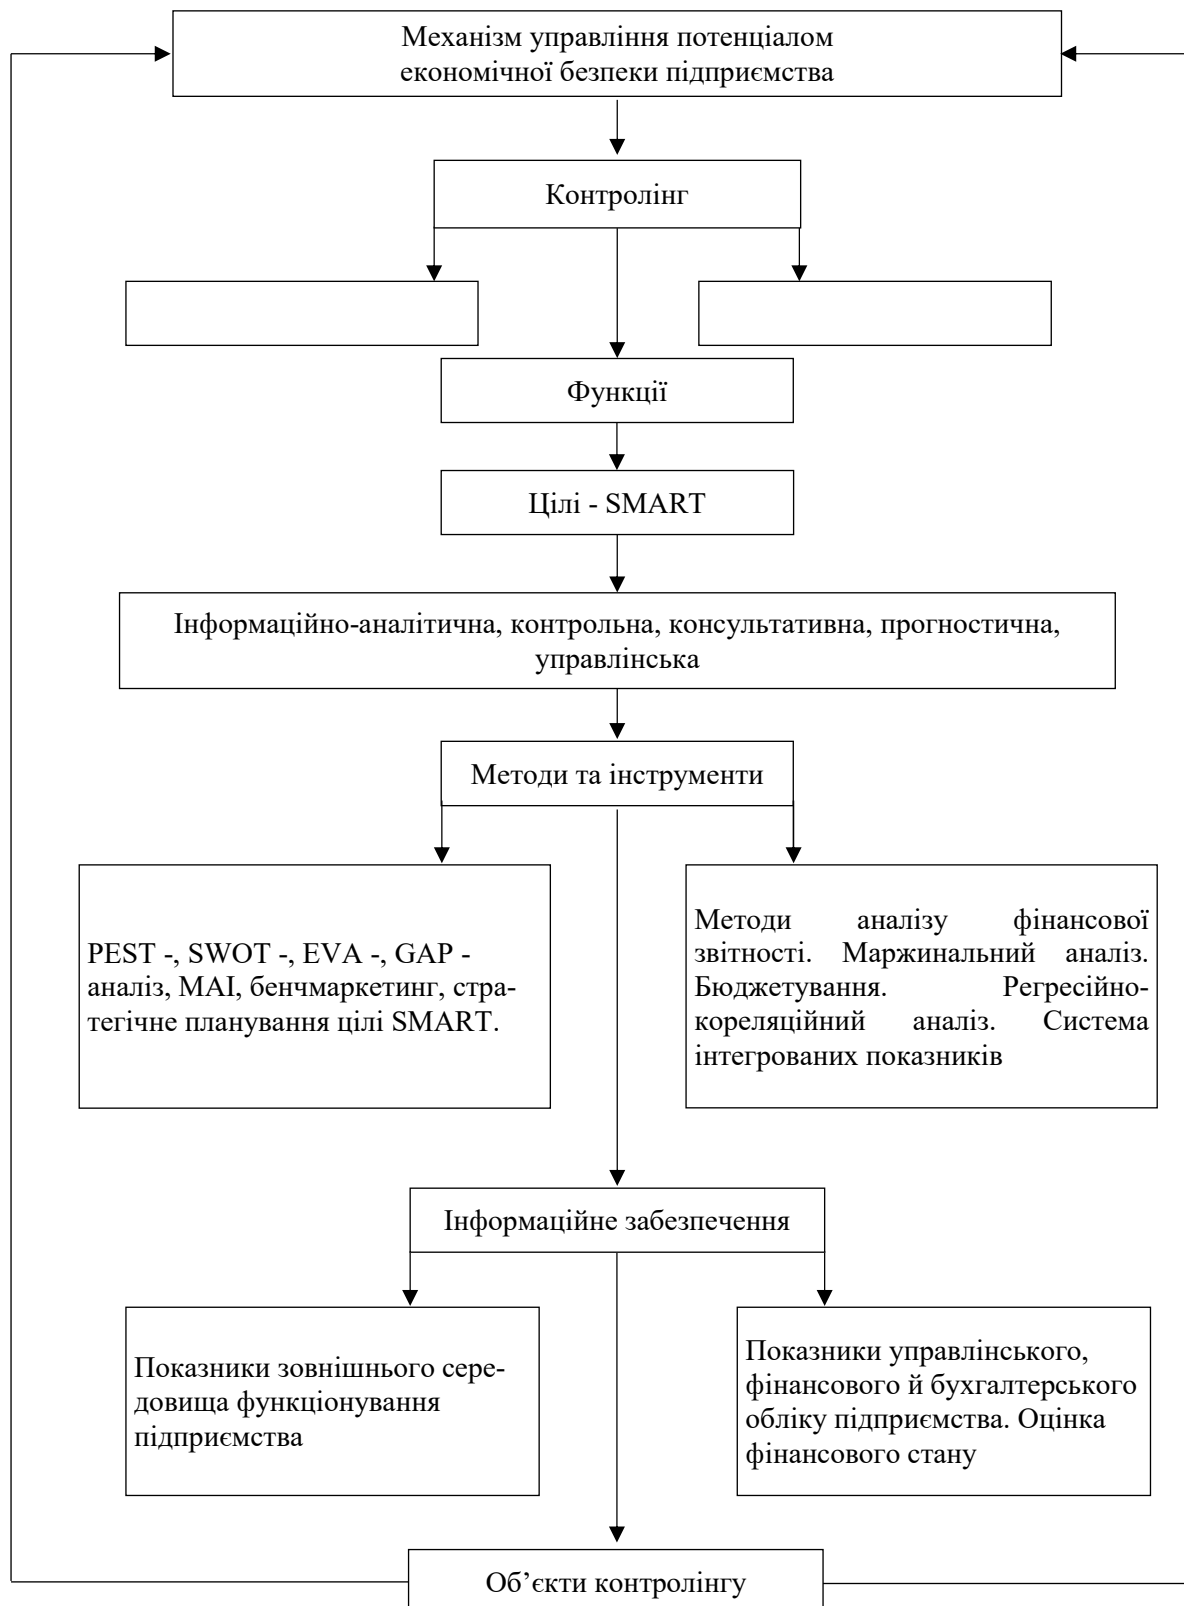 Механізм управління потенціалом
економічної безпеки підприємства
Контролінг
Функції
Цілі - SMART
Інформаційно-аналітична, контрольна, консультативна, прогностична,
управлінська
Методи та інструменти
PEST -, SWOT -, EVA -, GAP -
аналіз, МАІ, бенчмаркетинг, стра-
тегічне планування цілі SMART.
Методи аналізу фінансової
звітності. Маржинальний аналіз.
Бюджетування. Регресійно-
кореляційний аналіз. Система
інтегрованих показників
Інформаційне забезпечення
Показники зовнішнього сере-
довища функціонування
підприємства
Показники управлінського,
фінансового й бухгалтерського
обліку підприємства. Оцінка
фінансового стану
Об’єкти контролінгу